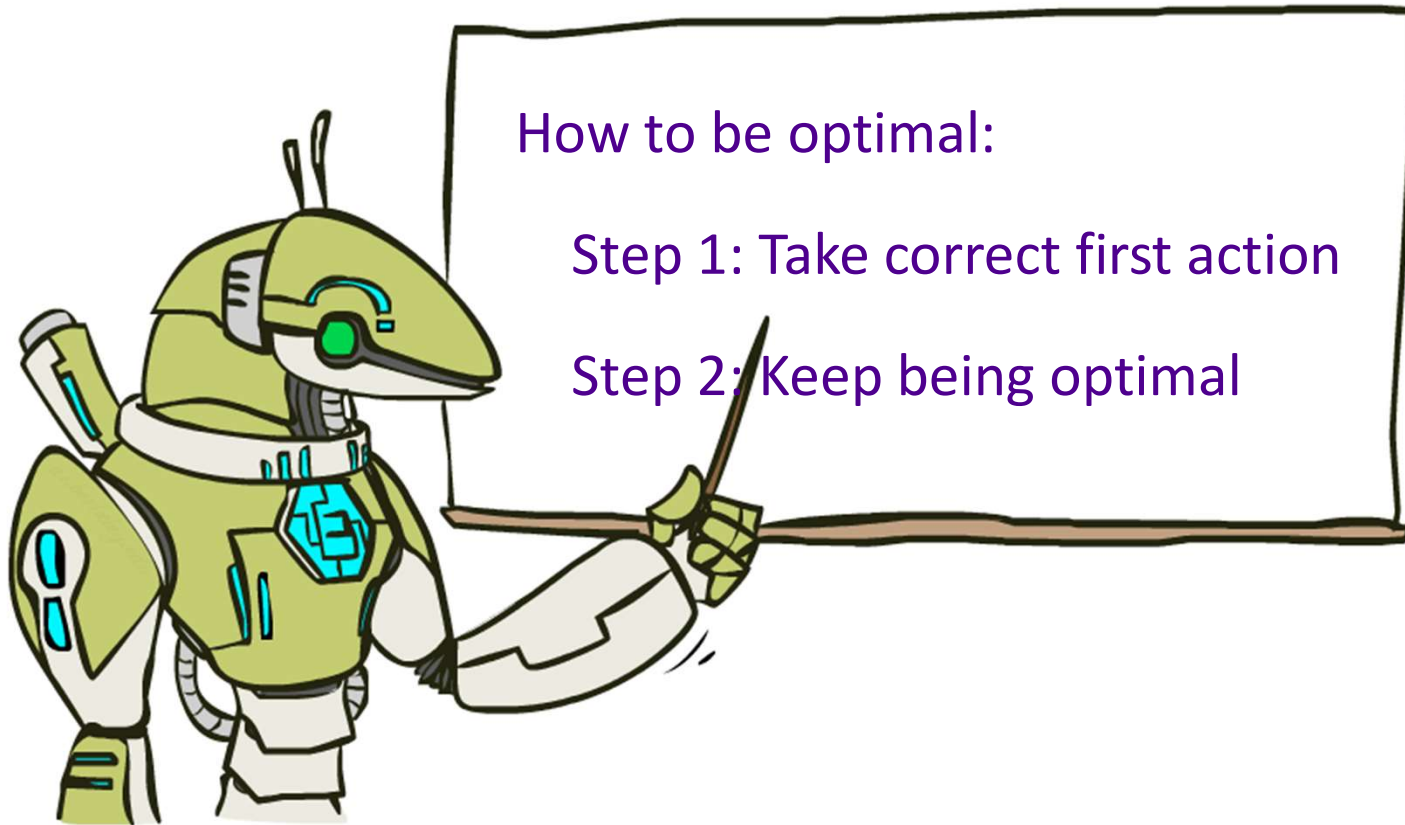 How to be optimal:
Step 1: Take correct first action
Step 2: Keep being optimal